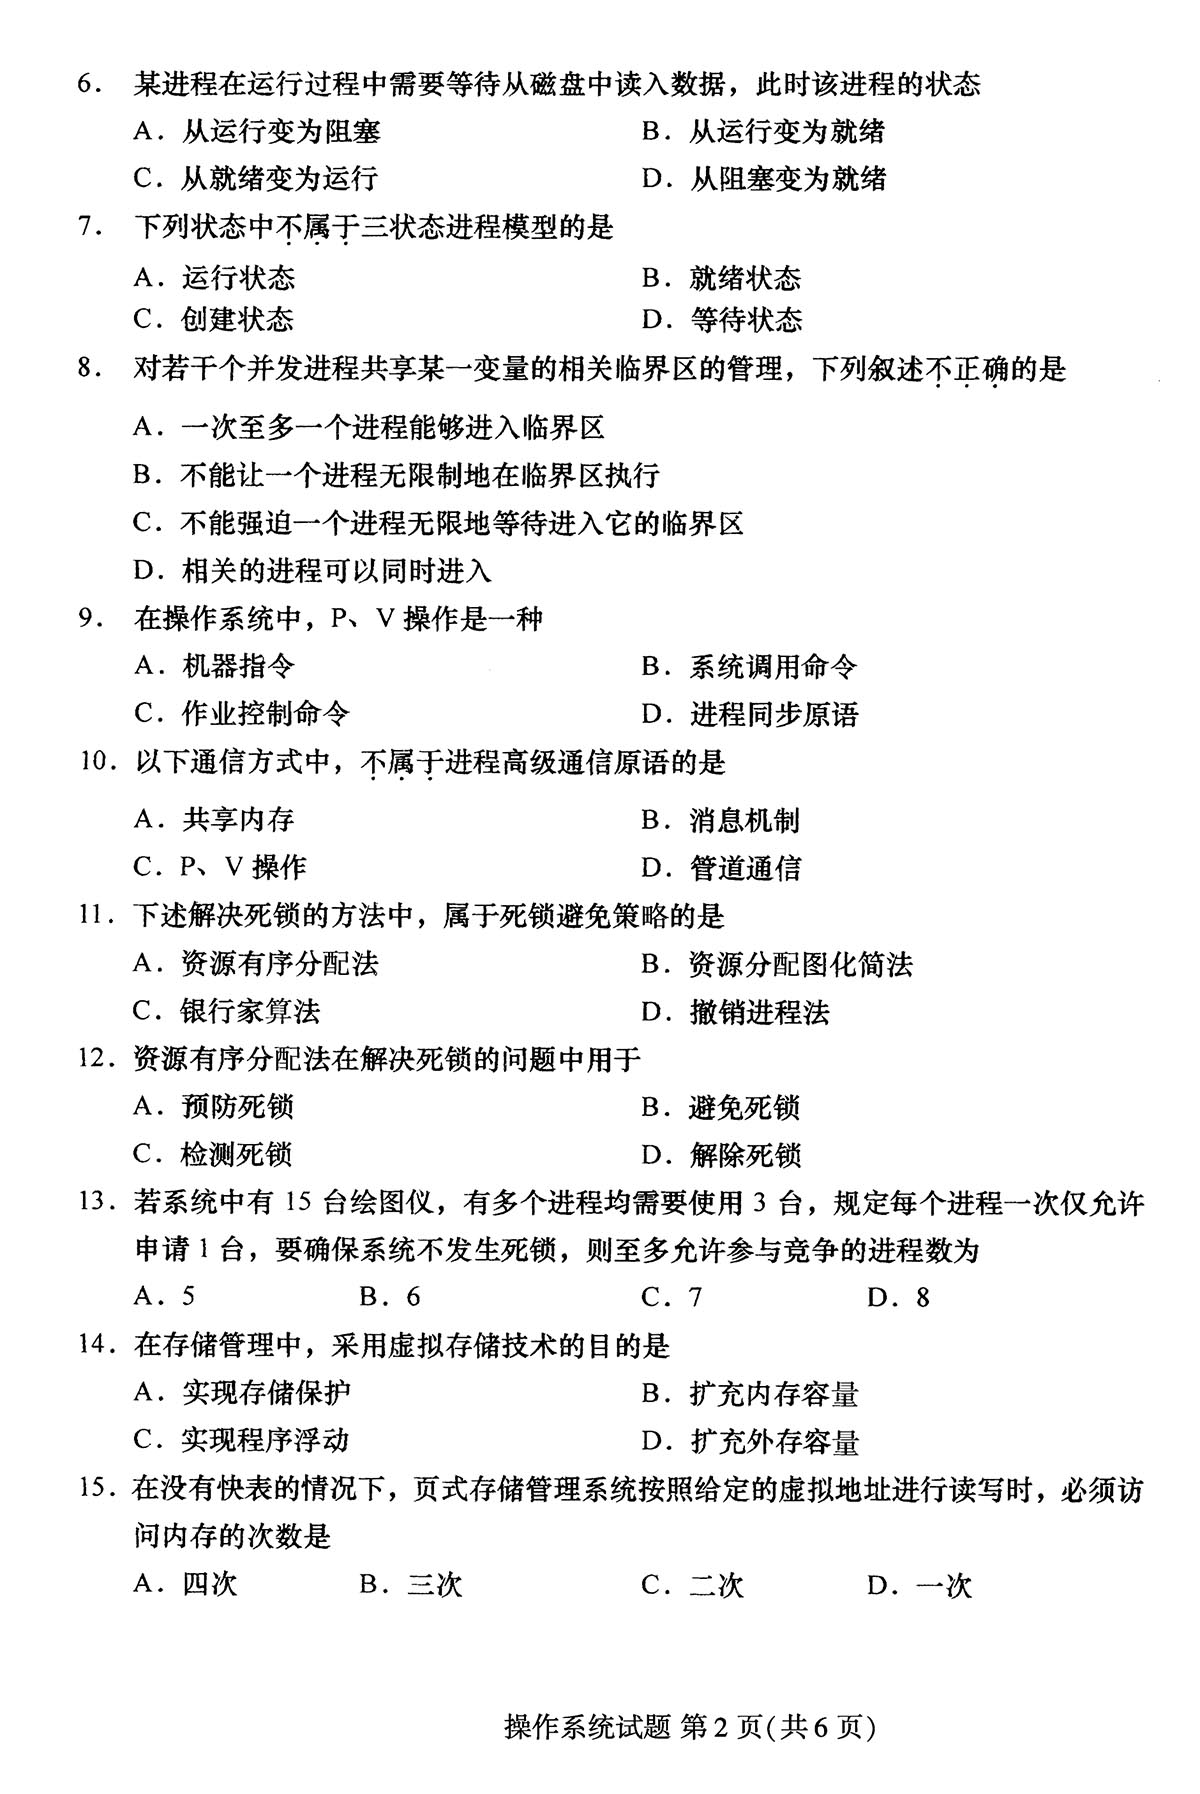 6. 某进程在运行过程中需要等待从磁盘中读入数据，此时该进程的状态
A. 从运行变为阻塞 B. 从运行变为就绪
C. 从就绪变为运行 D. 从阻塞变为就绪
7. 下列状态中不属于三状态进程模型的是
A. 运行状态 B. 就绪状态
C. 创建状态 D. 等待状态
8. 对若干个并发进程共享某一变量的相关临界区的管理，下列叙述不正确的是
A. 一次至多一个进程能够进入临界区
B. 不能让一个进程无限制地在临界区执行
C. 不能强迫一个进程无限地等待进入它的临界区
D. 相关的进程可以同时进入
9. 在操作系统中，P、V 操作是一种
A. 机器指令 B. 系统调用命令
C. 作业控制命令 D. 进程同步原语
10. 以下通信方式中，不属于进程高级通信原语的是
A. 共享内存 B. 消息机制
C. P、V 操作 D. 管道通信
11. 下述解决死锁的方法中，属于死锁避免策略的是
A. 资源有序分配法 B. 资源分配图化简法
C. 银行家算法 D. 撤销进程法
12. 资源有序分配法在解决死锁的问题中用于
A. 预防死锁 B. 避免死锁
C. 检测死锁 D. 解除死锁
13. 若系统中有 15 台绘图仪，有多个进程均需要使用 3 台，规定每个进程一次仅允许
申请 1 台，要确保系统不发生死锁，则至多允许参与竞争的进程数为
A. 5 B. 6 C. 7 D. 8
14. 在存储管理中，采用虚拟存储技术的目的是
A. 实现存储保护 B. 扩充内存容量
C. 实现程序浮动 D. 扩充外存容量
15. 在没有快表的情况下，页式存储管理系统按照给定的虚拟地址进行读写时，必须访
问内存的次数是
A. 四次 B. 三次 C. 二次 D. 一次
操作系统试题 第 2 页(共 6 页)